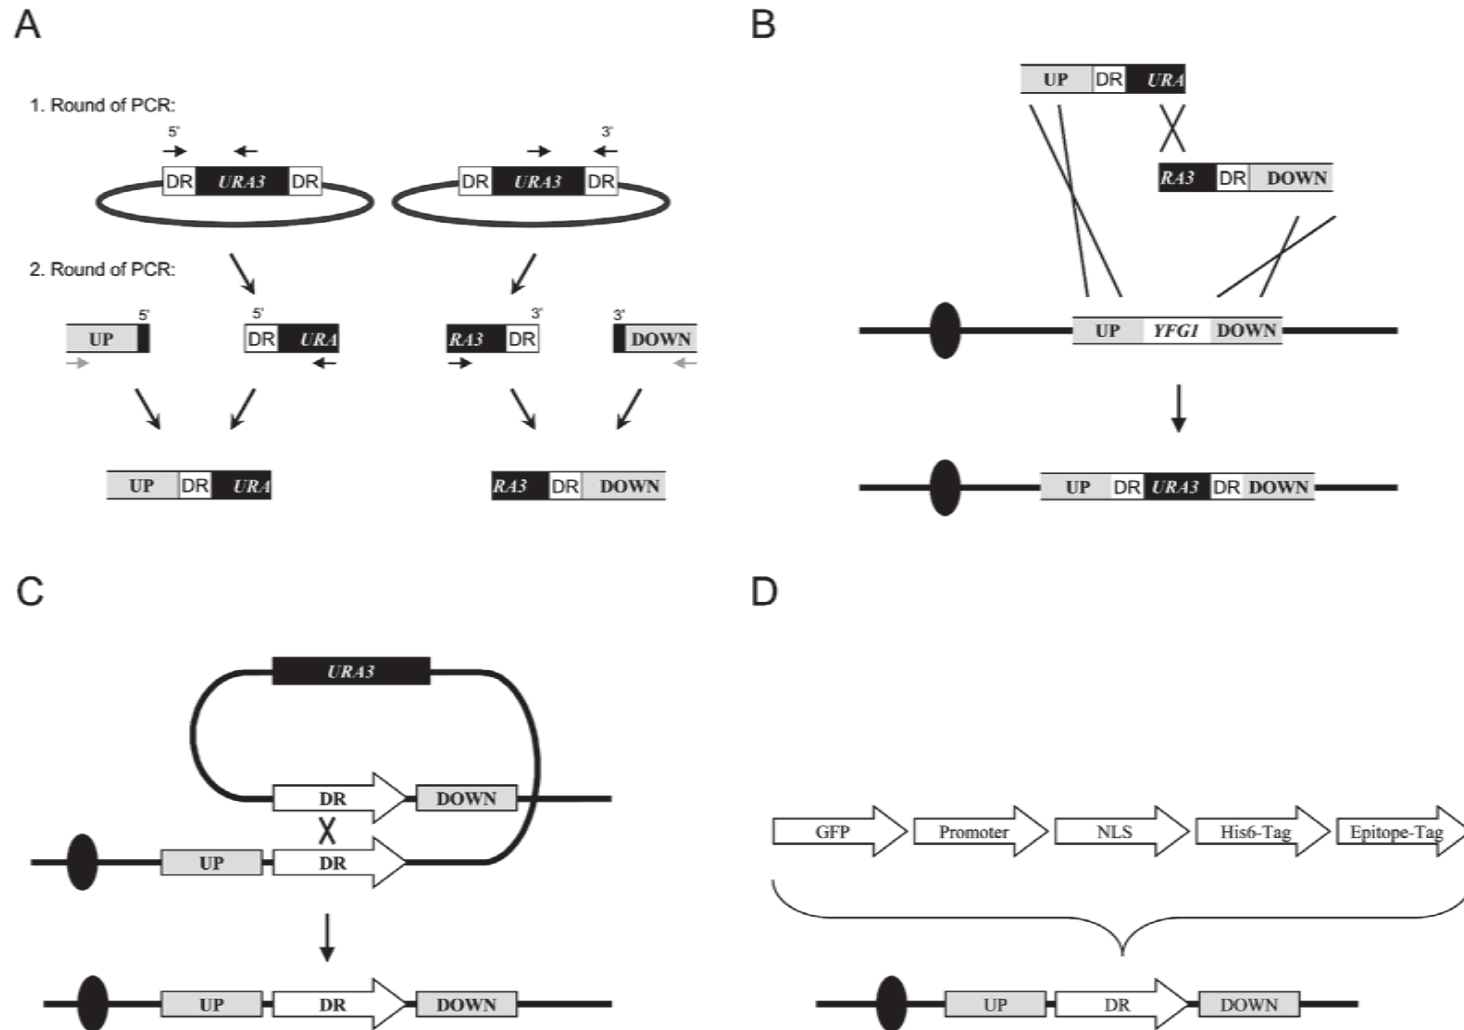 A
1. Round of PCR:
5' 3'
DR URA3 DR DR URA3 DR
2. Round of PCR:
5' 5' 3' 3'
UP DR URA RA3 DR DOWN
UP DR URA RA3 DR DOWN
B
UP DR URA
RA3 DR DOWN
UP YFG1 DOWN
UP DR URA3 DR DOWN
C
URA3
DR DOWN
X
UP DR
UP DR DOWN
D
GFP Promoter NLS His6-Tag Epitope-Tag
UP DR DOWN